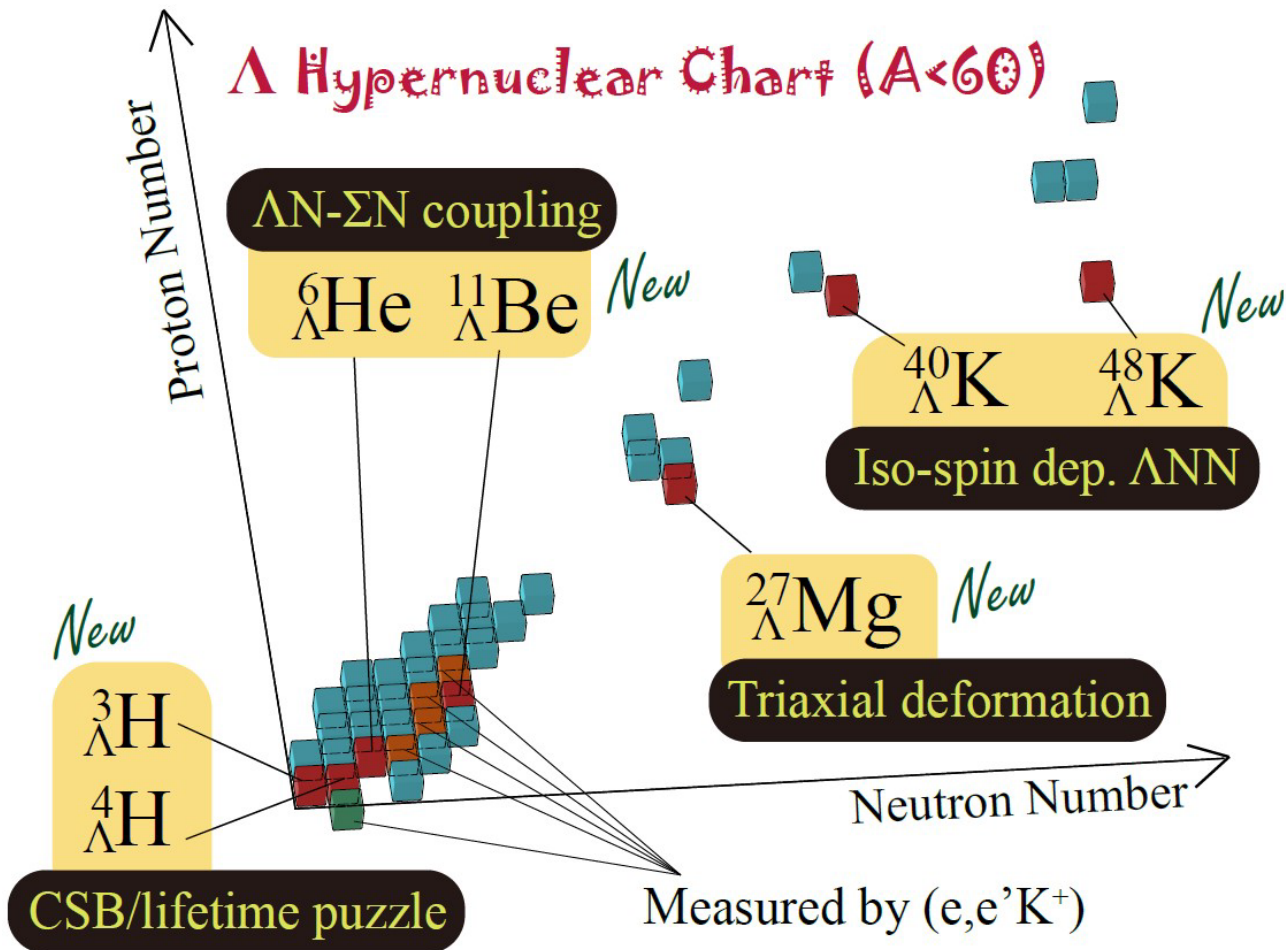 Λ Hypernuclear Chart (A<60)
Proton Number
ΛN-ΣN coupling
⁶ΛHe ¹¹ΛBe
New
New
⁴⁰ΛK ⁴⁸ΛK
Iso-spin dep. ΛNN
²⁷ΛMg
New
Triaxial deformation
New
³ΛH
⁴ΛH
CSB/lifetime puzzle
Neutron Number
Measured by (e,e’K⁺)